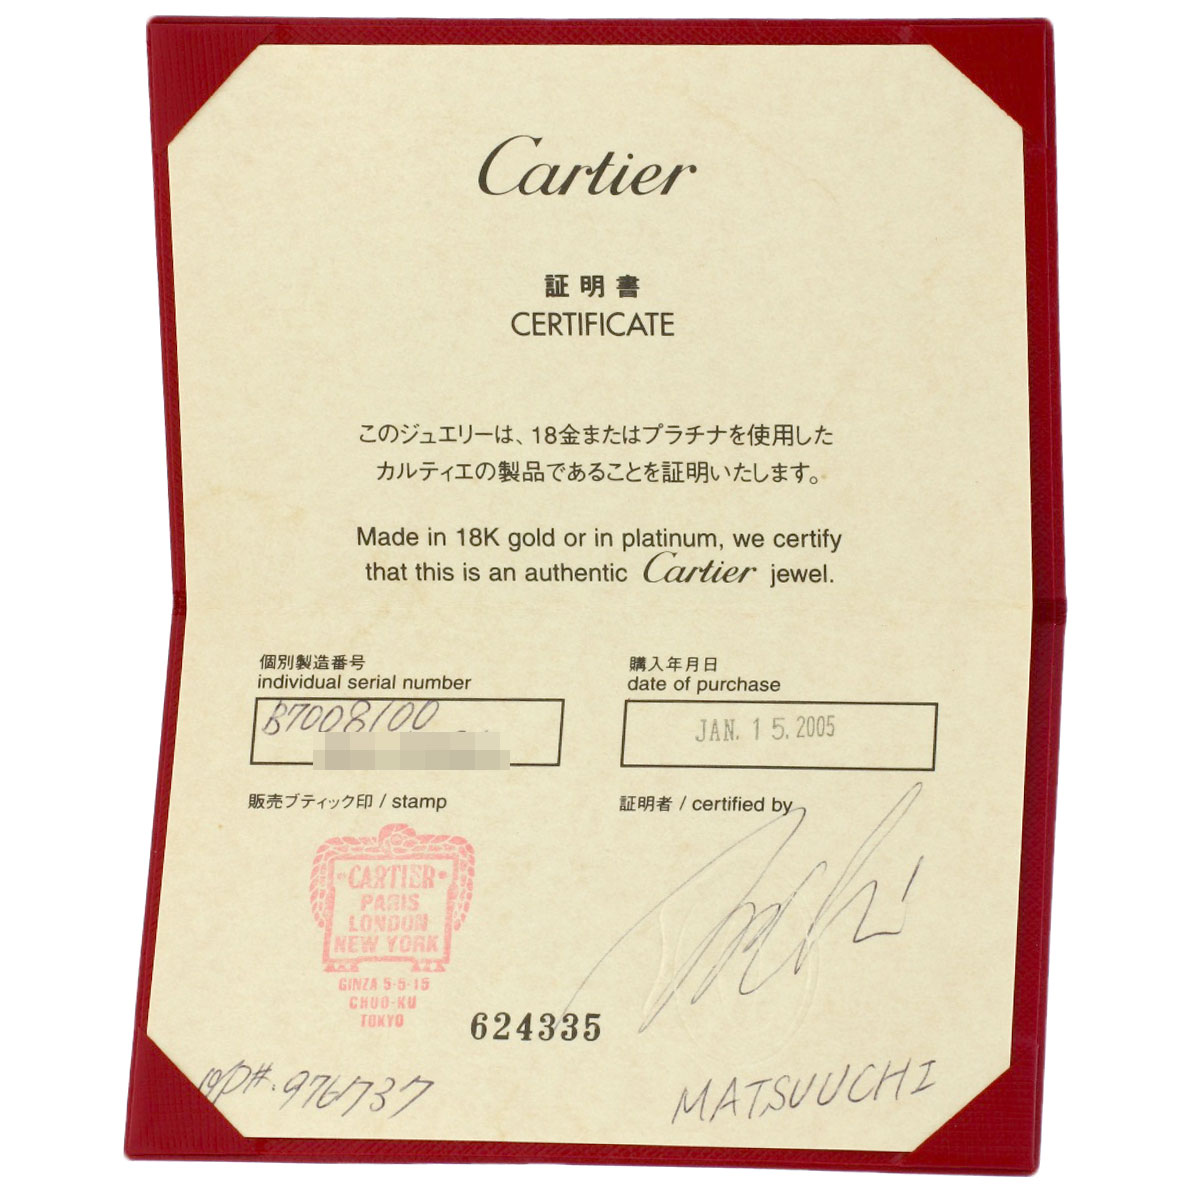 Cartier
証明書
CERTIFICATE
このジュエリーは、18金またはプラチナを使用した
カルティエの製品であることを証明いたします。
Made in 18K gold or in platinum, we certify
that this is an authentic Cartier jewel.
個別製造番号
individual serial number
B7008100
購入年月日
date of purchase
JAN. 15. 2005
販売ブティック印 / stamp
CARTIER
PARIS
LONDON
NEW YORK
GINZA 5-5-15
CHUO-KU
TOKYO
証明者 / certified by
624335
976737
MATSUUCHI